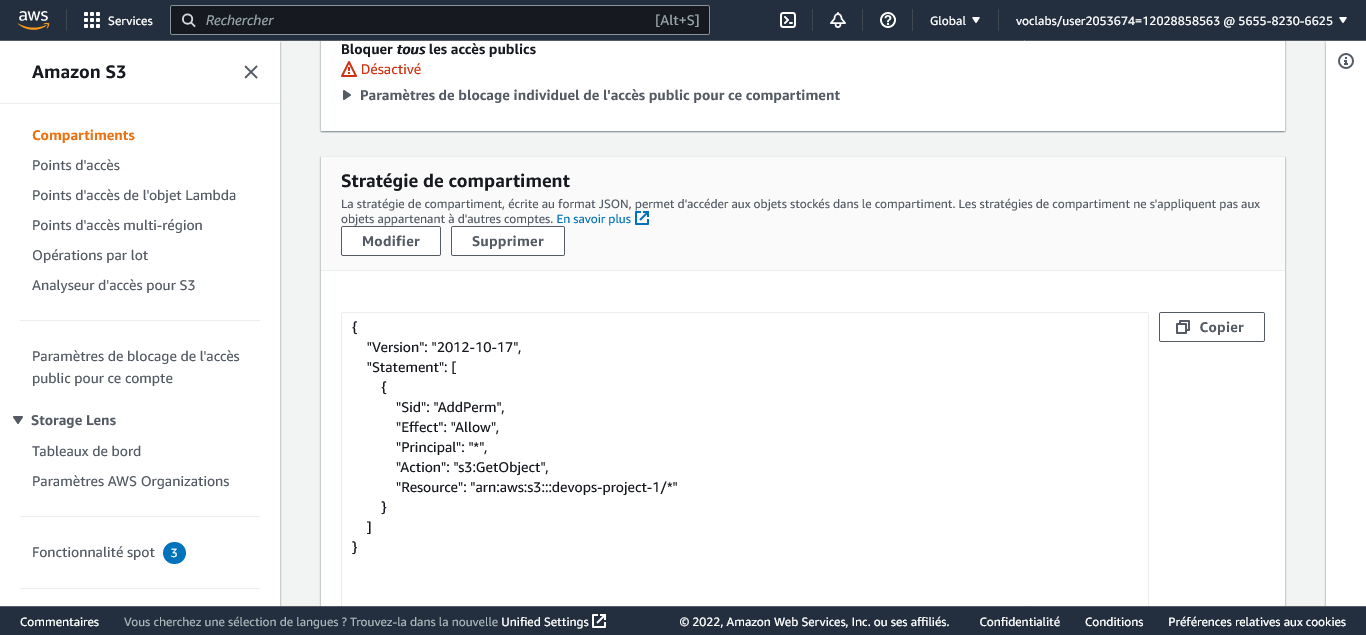 aws
Services
Rechercher
[Alt+S]
Global
voclabs/user2053674=12028858563 @ 5655-8230-6625
Amazon S3
Compartiments
Points d'accès
Points d'accès de l'objet Lambda
Points d'accès multi-région
Opérations par lot
Analyseur d'accès pour S3
Paramètres de blocage de l'accès
public pour ce compte
Storage Lens
Tableaux de bord
Paramètres AWS Organizations
Fonctionnalité spot 3
Bloquer tous les accès publics
Désactivé
Paramètres de blocage individuel de l'accès public pour ce compartiment
Stratégie de compartiment
La stratégie de compartiment, écrite au format JSON, permet d'accéder aux objets stockés dans le compartiment. Les stratégies de compartiment ne s'appliquent pas aux
objets appartenant à d'autres comptes. En savoir plus
Modifier
Supprimer
Copier
{
"Version": "2012-10-17",
"Statement": [
{
"Sid": "AddPerm",
"Effect": "Allow",
"Principal": "*",
"Action": "s3:GetObject",
"Resource": "arn:aws:s3:::devops-project-1/*"
}
]
}
Commentaires
Vous cherchez une sélection de langues ? Trouvez-la dans la nouvelle Unified Settings
© 2022, Amazon Web Services, Inc. ou ses affiliés.
Confidentialité
Conditions
Préférences relatives aux cookies